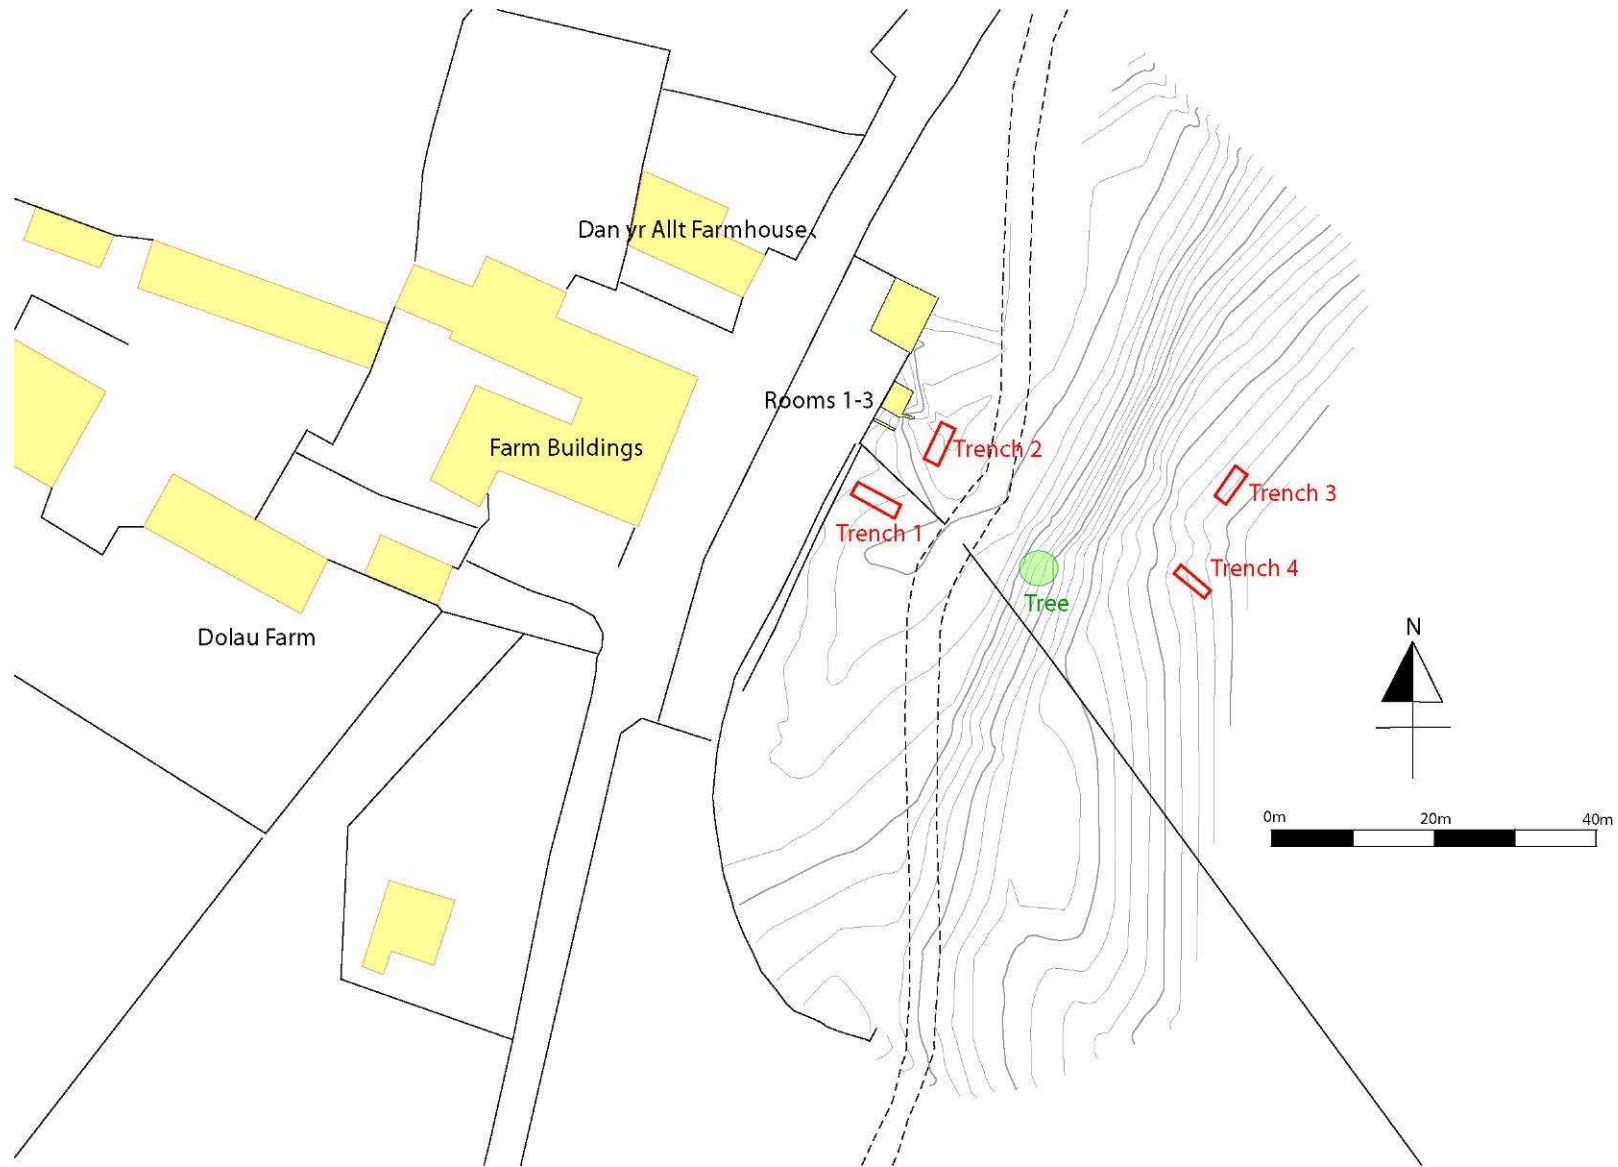 Dan yr Allt Farmhouse
Rooms 1-3
Farm Buildings
Trench 2
Trench 3
Trench 1
Trench 4
Tree
Dolau Farm
N
0m 20m 40m